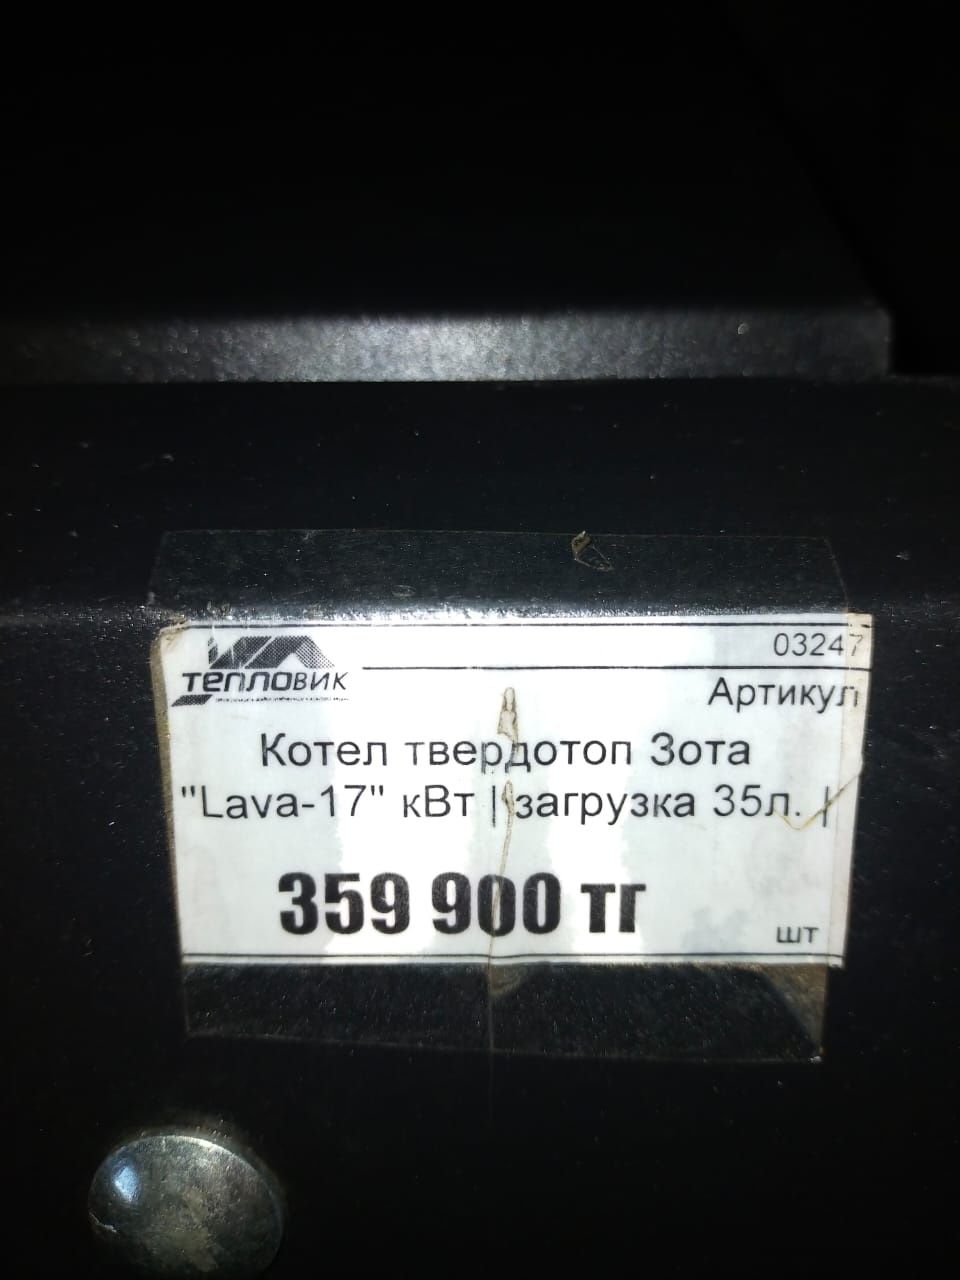 03247
ТЕПЛОВИК
Артикул
Котел твердотоп Зота
"Lava-17" кВт | загрузка 35л. |
359 900 тг
шт